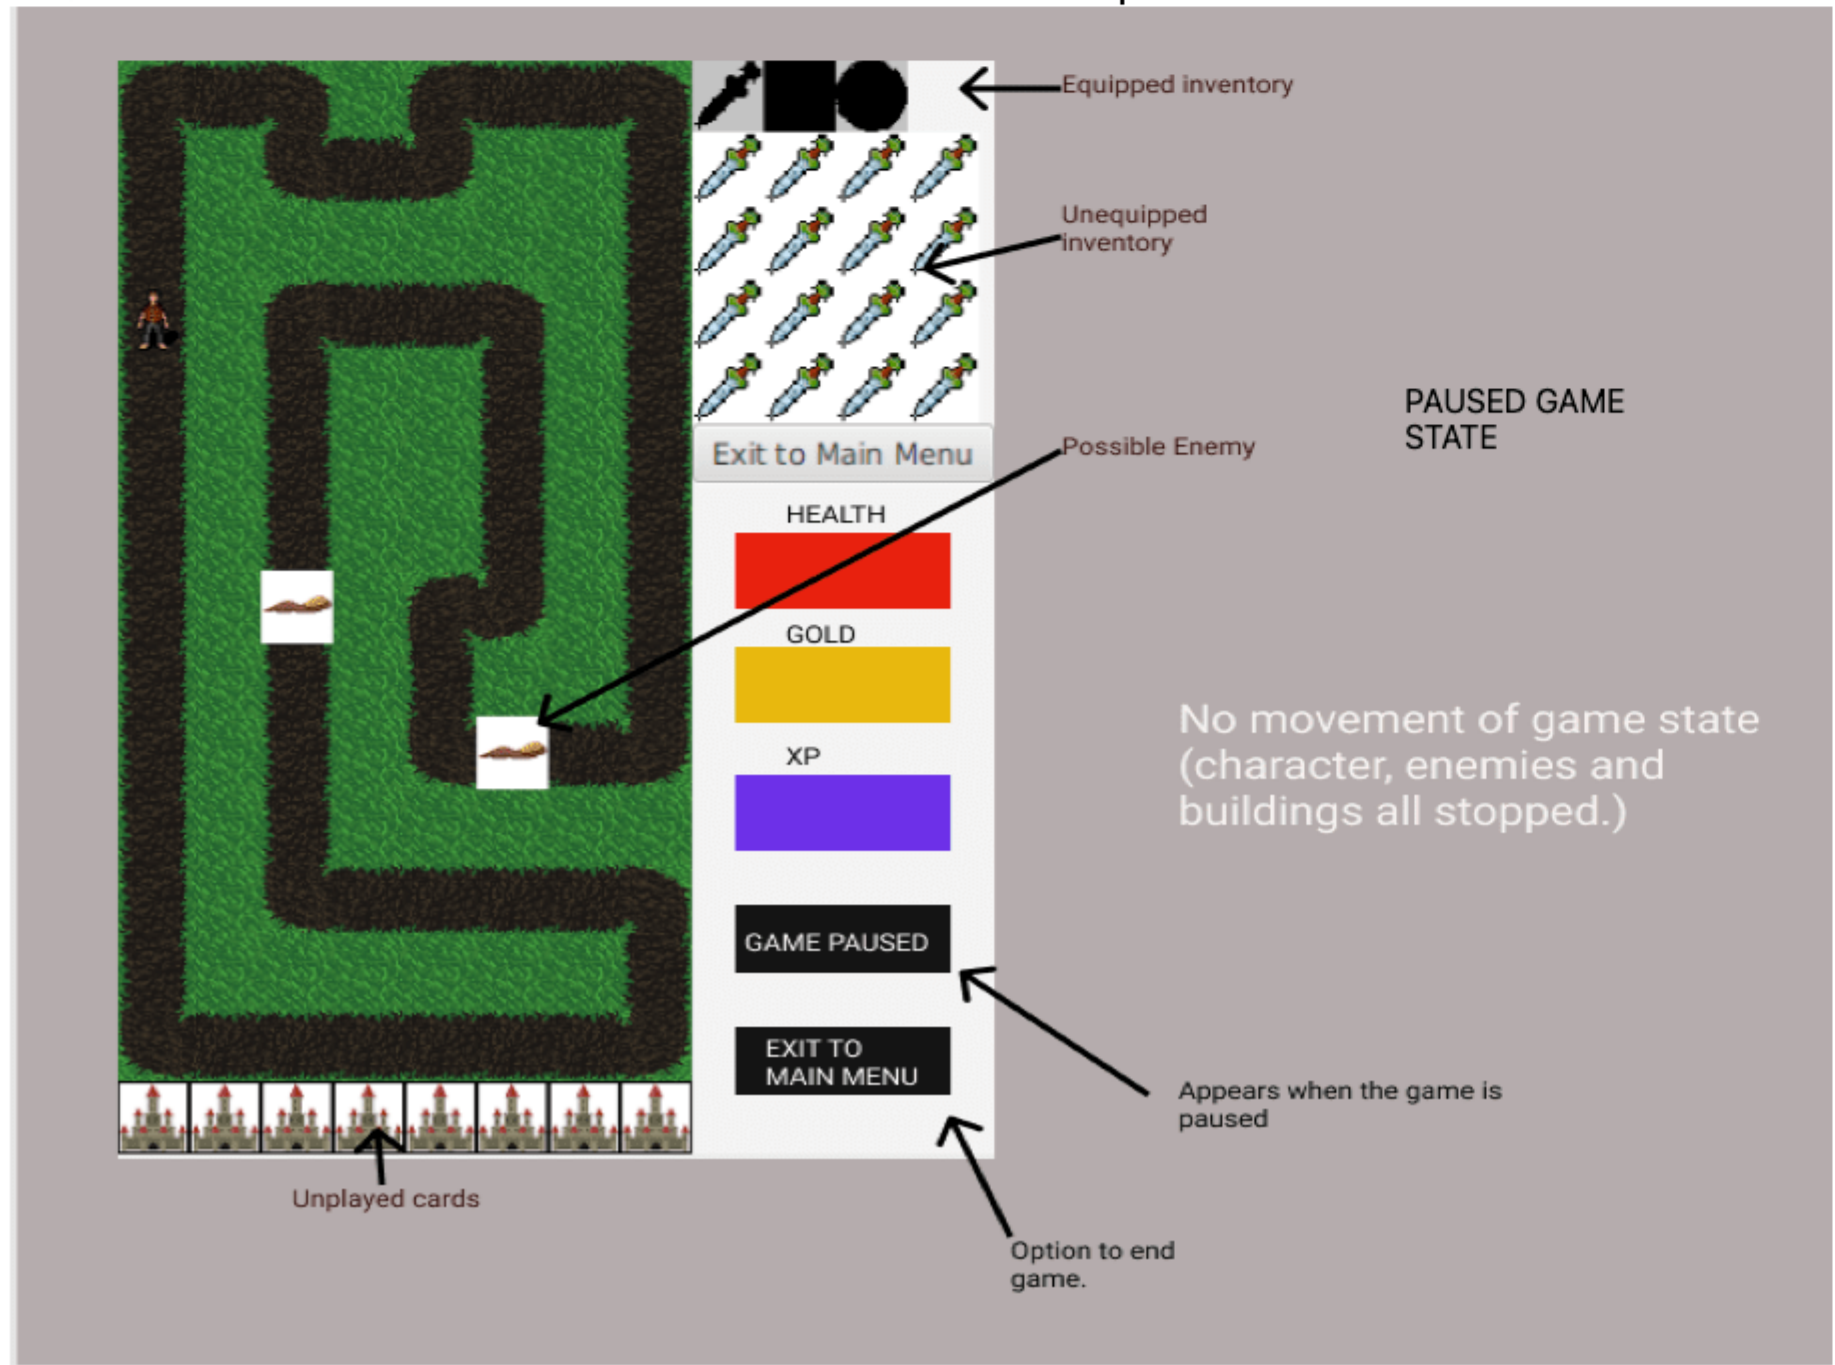 Equipped inventory
Unequipped
inventory
PAUSED GAME
STATE
Possible Enemy
Exit to Main Menu
HEALTH
GOLD
No movement of game state
(character, enemies and
buildings all stopped.)
XP
GAME PAUSED
EXIT TO
MAIN MENU
Appears when the game is
paused
Unplayed cards
Option to end
game.